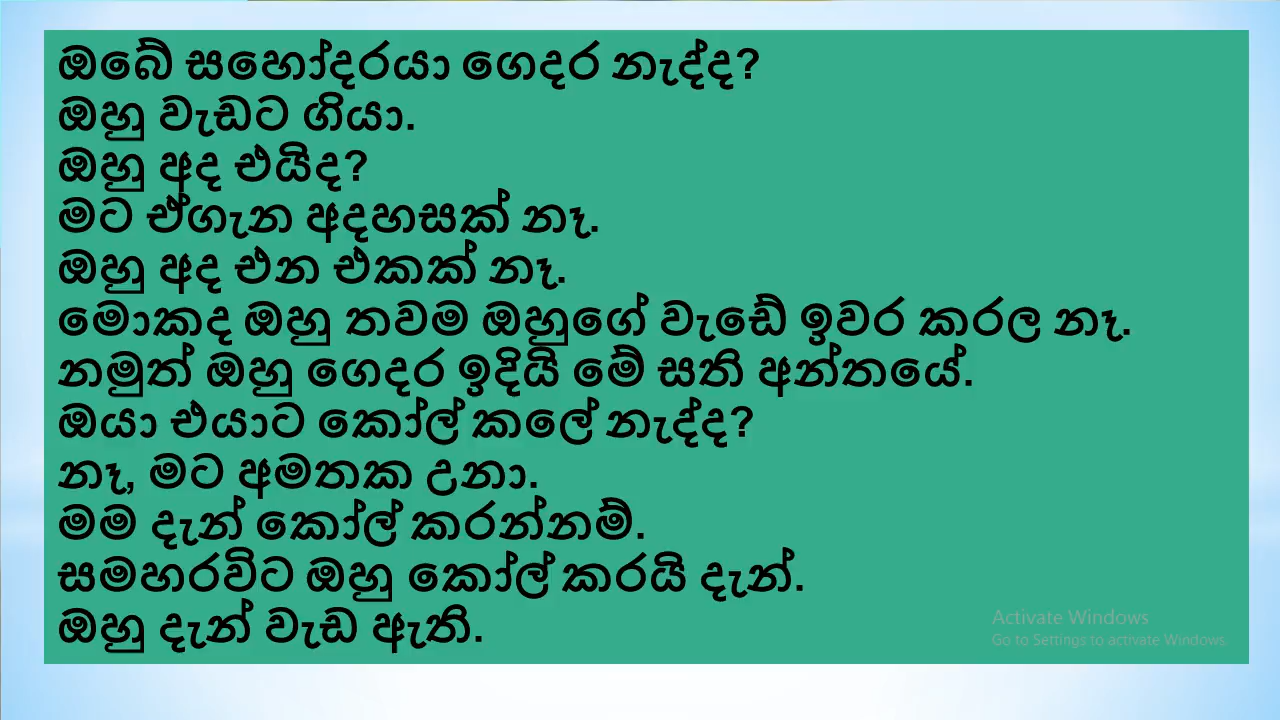 ඔබේ සහෝදරයා ගෙදර නැද්ද?
ඔහු වැඩට ගියා.
ඔහු අද එයිද?
මට ඒගැන අදහසක් නෑ.
ඔහු අද එන එකක් නෑ.
මොකද ඔහු තවම ඔහුගේ වැඩේ ඉවර කරල නෑ.
නමුත් ඔහු ගෙදර ඉදියි මේ සති අන්තයේ.
ඔයා එයාට කෝල් කලේ නැද්ද?
නෑ, මට අමතක උනා.
මම දැන් කෝල් කරන්නම්.
සමහරවිට ඔහු කෝල් කරයි දැන්.
ඔහු දැන් වැඩ ඇති.
Activate Windows
Go to Settings to activate Windows.